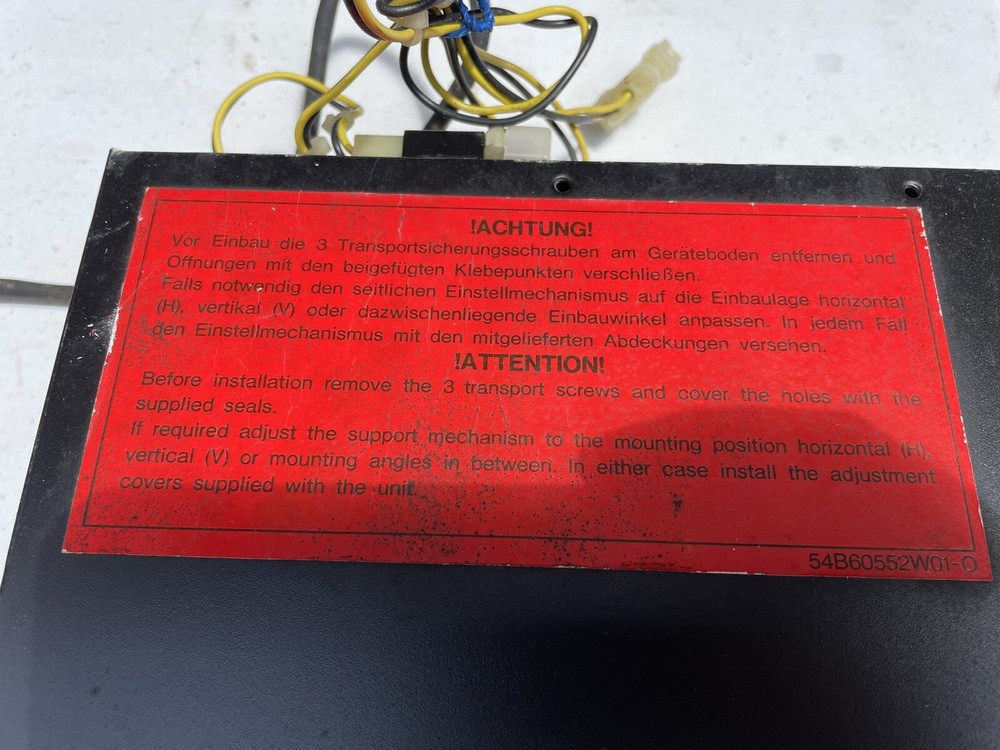 !ACHTUNG!
Vor Einbau die 3 Transportsicherungsschrauben am Geräteboden entfernen und
Öffnungen mit den beigefügten Klebepunkten verschließen.
Falls notwendig den seitlichen Einstellmechanismus auf die Einbaulage horizontal
(H), vertikal (V) oder dazwischenliegende Einbauwinkel anpassen. In jedem Fall
den Einstellmechanismus mit den mitgelieferten Abdeckungen versehen.
!ATTENTION!
Before installation remove the 3 transport screws and cover the holes with the
supplied seals.
If required adjust the support mechanism to the mounting position horizontal (H),
vertical (V) or mounting angles in between. In either case install the adjustment
covers supplied with the unit.
54B60552W01-O